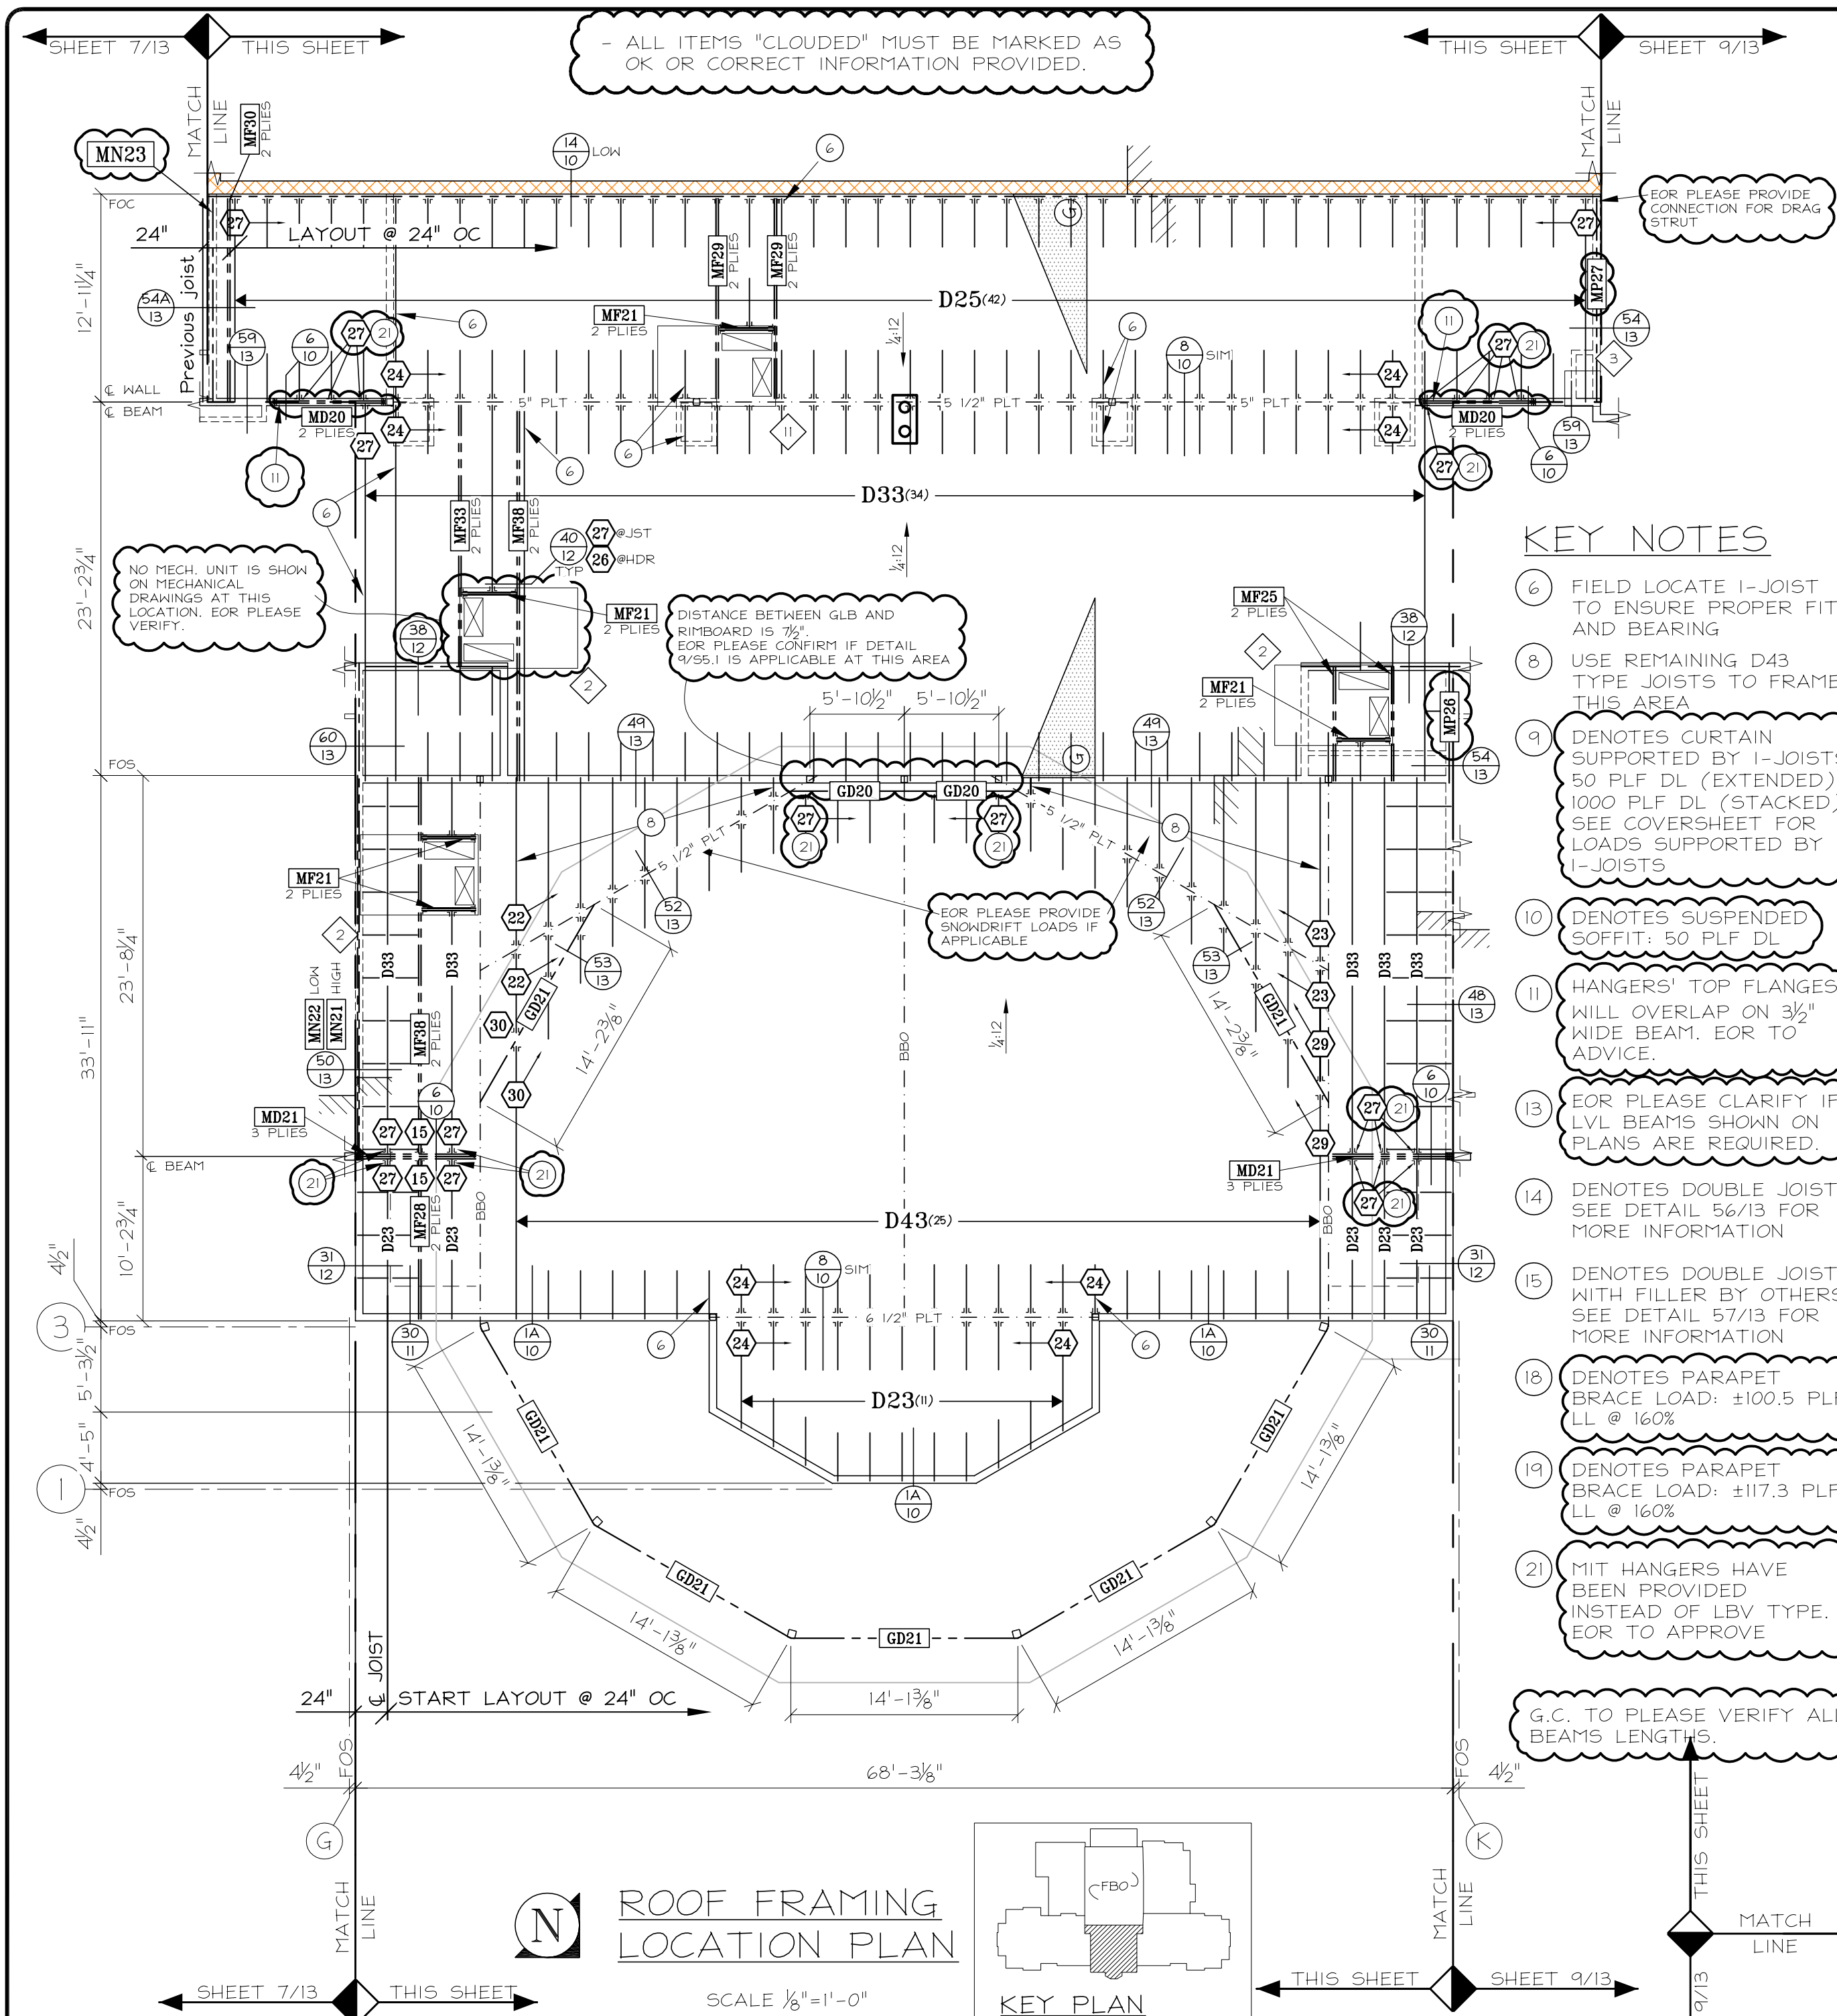 SHEET 7/13
THIS SHEET
- ALL ITEMS "CLOUDED" MUST BE MARKED AS
OK OR CORRECT INFORMATION PROVIDED.
THIS SHEET
SHEET 9/13
MATCH
LINE
MATCH
LINE
MN23
MF30
2 PLIES
14
10
LOW
6
FOC
27
24"
LAYOUT @ 24" OC
G
27
EOR PLEASE PROVIDE
CONNECTION FOR DRAG
STRUT
12'-11 1/4"
54A
13
Previous joist
MF29
2 PLIES
MF29
2 PLIES
D25(42)
MP27
MF21
2 PLIES
6
1/4:12
6
8
10
SIM
59
13
6
10
27
21
11
27
21
54
13
3
24
24
℄ WALL
℄ BEAM
MD20
2 PLIES
5" PLT
5 1/2" PLT
5" PLT
MD20
2 PLIES
24
27
24
11
6
6
11
59
13
6
10
27
21
11
6
D33(34)
MF33
2 PLIES
MF38
2 PLIES
40
12
TYP
27
@JST
26
@HDR
1/4:12
23'-2 3/4"
NO MECH. UNIT IS SHOW
ON MECHANICAL
DRAWINGS AT THIS
LOCATION. EOR PLEASE
VERIFY.
38
12
MF21
2 PLIES
DISTANCE BETWEEN GLB AND
RIMBOARD IS 7 1/2".
EOR PLEASE CONFIRM IF DETAIL
9/S5.1 IS APPLICABLE AT THIS AREA
MF25
2 PLIES
38
12
2
2
MF21
2 PLIES
MP26
5'-10 1/2"
5'-10 1/2"
60
13
49
13
49
13
54
13
FOS
G
GD20
GD20
27
21
27
21
8
8
5 1/2" PLT
5 1/2" PLT
MF21
2 PLIES
2
22
52
13
EOR PLEASE PROVIDE
SNOWDRIFT LOADS IF
APPLICABLE
52
13
23
22
53
13
53
13
23
D33
D33
D33
D33
D33
23'-8 1/4"
33'-11"
MN22
LOW
MN21
HIGH
50
13
MF38
2 PLIES
30
GD21
14'-2 3/8"
BBO
1/4:12
14'-2 3/8"
GD21
29
48
13
30
6
10
27
21
6
10
MD21
3 PLIES
27
15
27
29
℄ BEAM
27
15
27
21
21
MD21
3 PLIES
27
21
D23
MF28
2 PLIES
D23
BBO
D43(25)
BBO
D23
D23
D23
10'-2 3/4"
31
12
24
8
10
SIM
24
31
12
4 1/2"
3
FOS
6 1/2" PLT
30
11
1A
10
6
24
24
6
1A
10
30
11
5'-3 1/2"
D23(11)
4'-5"
14'-1 3/8"
GD21
GD21
14'-1 3/8"
1
FOS
1A
10
4 1/2"
GD21
GD21
14'-1 3/8"
14'-1 3/8"
GD21
14'-1 3/8"
℄ JOIST
24"
START LAYOUT @ 24" OC
4 1/2"
FOS
68'-3 1/8"
FOS
4 1/2"
G
K
MATCH
LINE
MATCH
LINE
N
ROOF FRAMING
LOCATION PLAN
SCALE 1/8"=1'-0"
FBO
KEY PLAN
SHEET 7/13
THIS SHEET
THIS SHEET
SHEET 9/13
KEY NOTES
6
FIELD LOCATE I-JOIST
TO ENSURE PROPER FIT
AND BEARING
8
USE REMAINING D43
TYPE JOISTS TO FRAME
THIS AREA
9
DENOTES CURTAIN
SUPPORTED BY I-JOISTS
50 PLF DL (EXTENDED)
1000 PLF DL (STACKED)
SEE COVERSHEET FOR
LOADS SUPPORTED BY
I-JOISTS
10
DENOTES SUSPENDED
SOFFIT: 50 PLF DL
11
HANGERS' TOP FLANGES
WILL OVERLAP ON 3 1/2"
WIDE BEAM. EOR TO
ADVICE.
13
EOR PLEASE CLARIFY IF
LVL BEAMS SHOWN ON
PLANS ARE REQUIRED.
14
DENOTES DOUBLE JOIST
SEE DETAIL 56/13 FOR
MORE INFORMATION
15
DENOTES DOUBLE JOIST
WITH FILLER BY OTHERS
SEE DETAIL 57/13 FOR
MORE INFORMATION
18
DENOTES PARAPET
BRACE LOAD: ±100.5 PLF
LL @ 160%
19
DENOTES PARAPET
BRACE LOAD: ±117.3 PLF
LL @ 160%
21
MIT HANGERS HAVE
BEEN PROVIDED
INSTEAD OF LBV TYPE.
EOR TO APPROVE
G.C. TO PLEASE VERIFY ALL
BEAMS LENGTHS.
THIS SHEET
MATCH
LINE
9/13